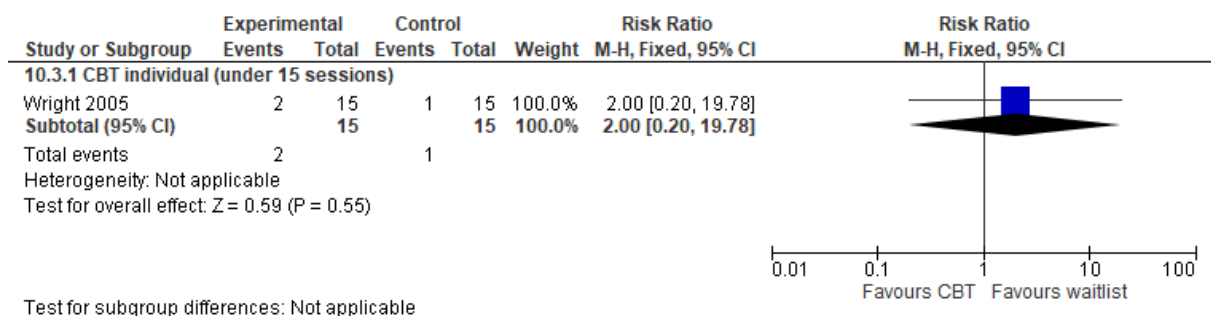 Experimental Control Risk Ratio Risk Ratio
Study or Subgroup Events Total Events Total Weight M-H, Fixed, 95% CI M-H, Fixed, 95% CI
10.3.1 CBT individual (under 15 sessions)
Wright 2005 2 15 1 15 100.0% 2.00 [0.20, 19.78]
Subtotal (95% CI) 15 15 100.0% 2.00 [0.20, 19.78]
Total events 2 1
Heterogeneity: Not applicable
Test for overall effect: Z = 0.59 (P = 0.55)
0.01 0.1 1 10 100
Favours CBT Favours waitlist
Test for subgroup differences: Not applicable